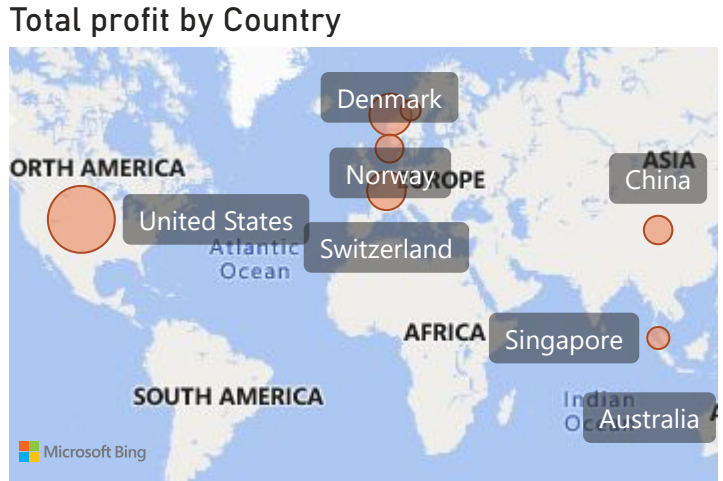 Total profit by Country
Denmark
ORTH AMERICA
Norway
ROPE
ASIA
China
United States
Atlantic
Ocean
Switzerland
AFRICA
Singapore
SOUTH AMERICA
Indian
Oc
Australia
A
Microsoft Bing